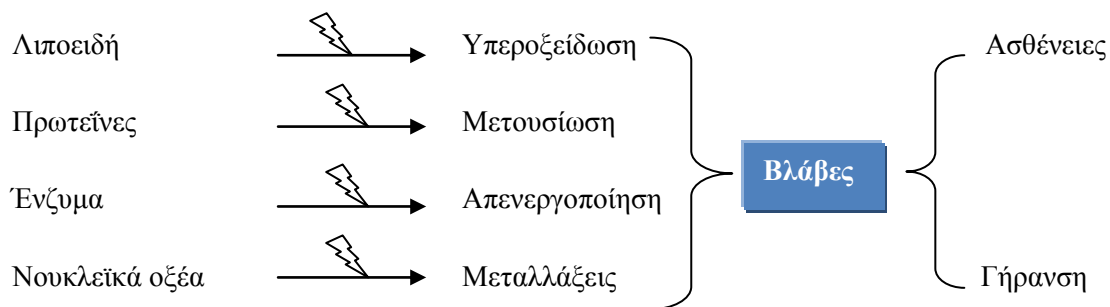 Λιποειδή Υπεροξείδωση Ασθένειες
Πρωτεΐνες Μετουσίωση
Βλάβες
Ένζυμα Απενεργοποίηση
Νουκλεϊκά οξέα Μεταλλάξεις Γήρανση